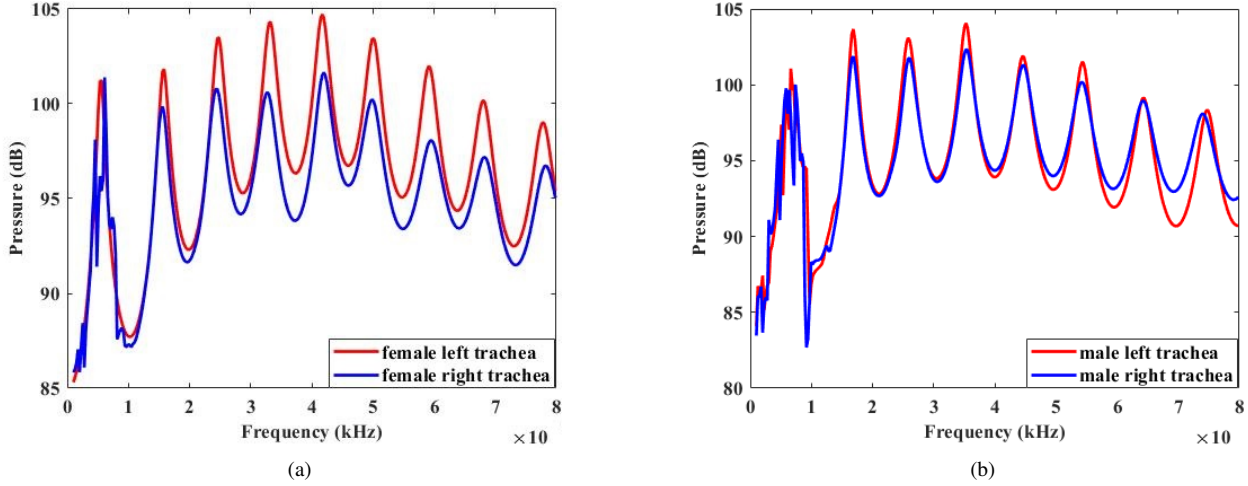 105
100
95
90
85
Pressure (dB)
0 1 2 3 4 5 6 7 8
Frequency (kHz)
×10
female left trachea
female right trachea
(a)
105
100
95
90
85
80
Pressure (dB)
0 1 2 3 4 5 6 7 8
Frequency (kHz)
×10
male left trachea
male right trachea
(b)